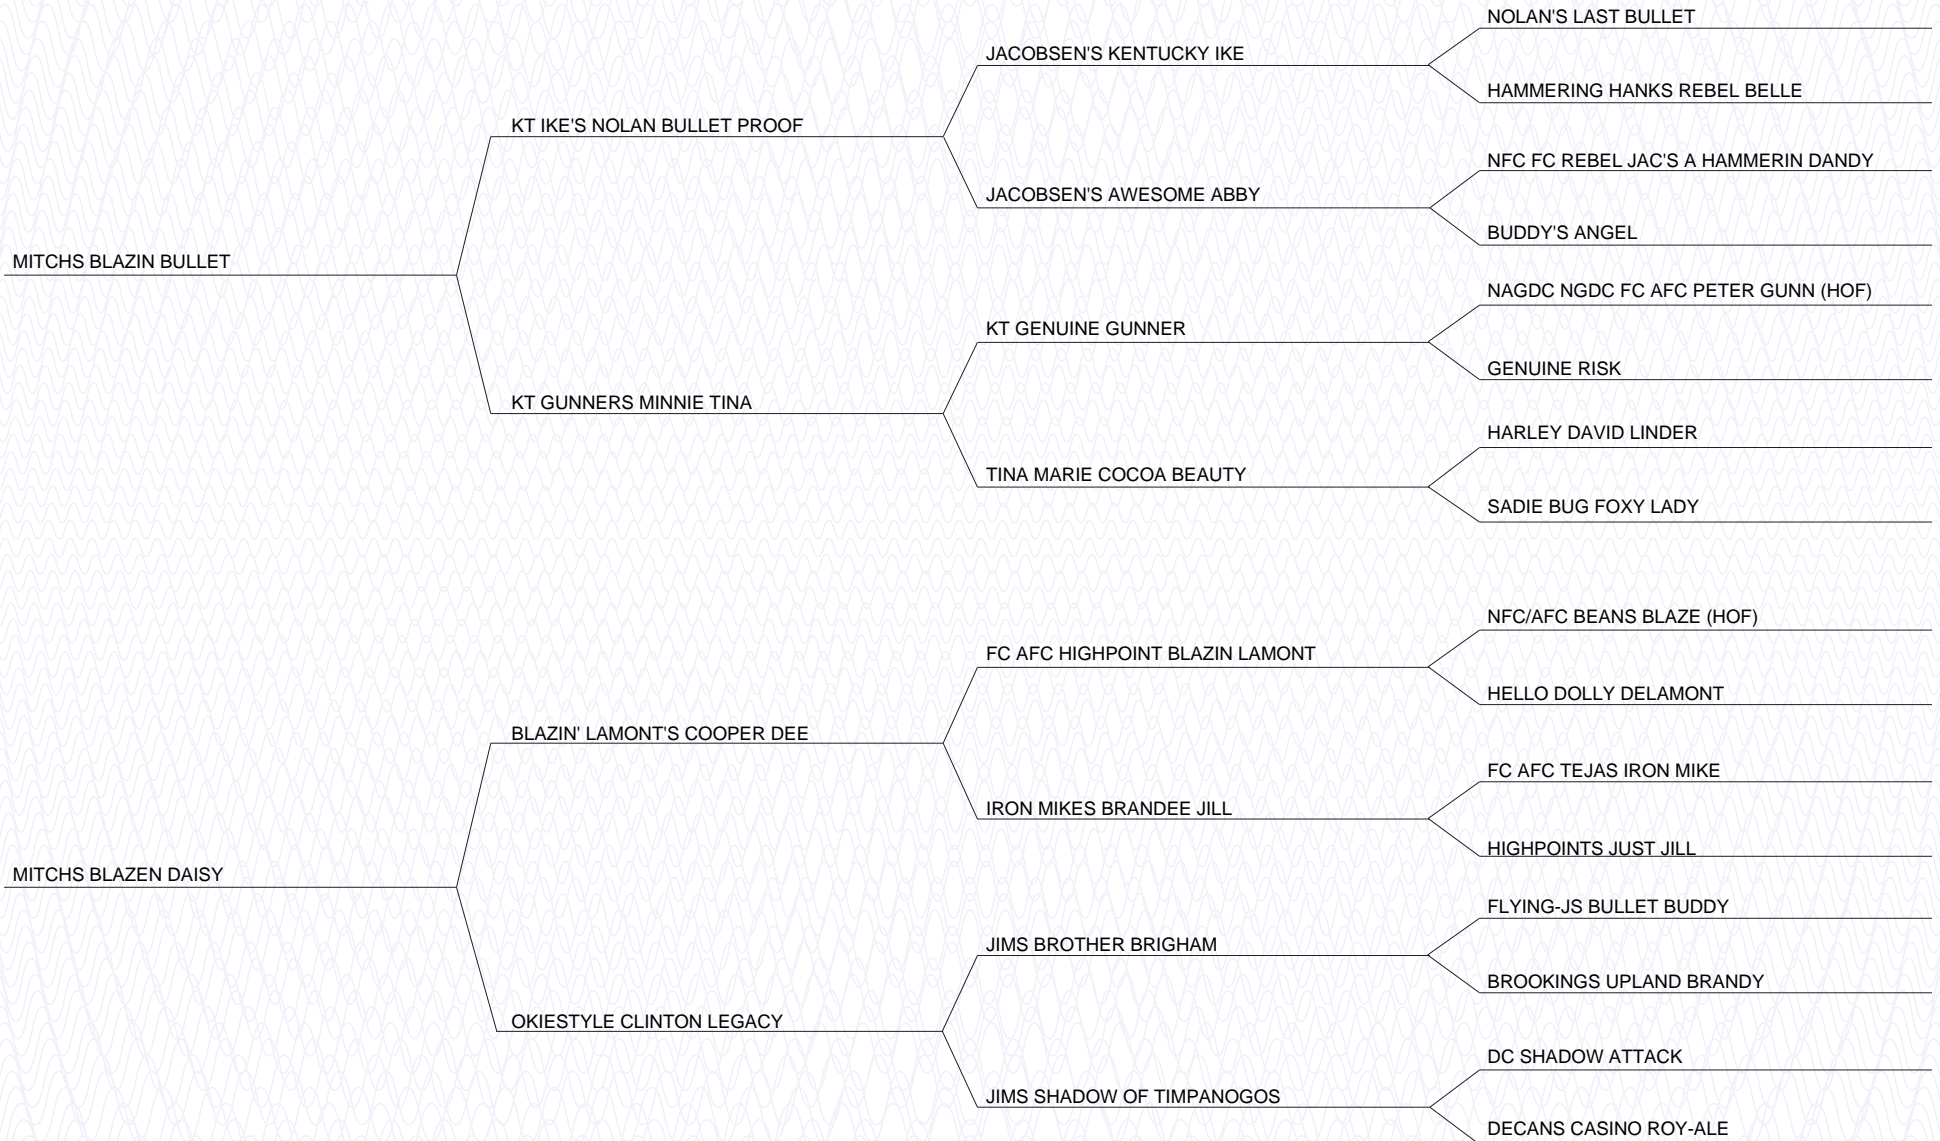 NOLAN'S LAST BULLET
JACOBSEN'S KENTUCKY IKE
HAMMERING HANKS REBEL BELLE
KT IKE'S NOLAN BULLET PROOF
NFC FC REBEL JAC'S A HAMMERIN DANDY
JACOBSEN'S AWESOME ABBY
BUDDY'S ANGEL
MITCHS BLAZIN BULLET
NAGDC NGDC FC AFC PETER GUNN (HOF)
KT GENUINE GUNNER
GENUINE RISK
KT GUNNERS MINNIE TINA
HARLEY DAVID LINDER
TINA MARIE COCOA BEAUTY
SADIE BUG FOXY LADY
NFC/AFC BEANS BLAZE (HOF)
FC AFC HIGHPOINT BLAZIN LAMONT
HELLO DOLLY DELAMONT
BLAZIN' LAMONT'S COOPER DEE
FC AFC TEJAS IRON MIKE
IRON MIKES BRANDEE JILL
HIGHPOINTS JUST JILL
MITCHS BLAZEN DAISY
FLYING-JS BULLET BUDDY
JIMS BROTHER BRIGHAM
BROOKINGS UPLAND BRANDY
OKIESTYLE CLINTON LEGACY
DC SHADOW ATTACK
JIMS SHADOW OF TIMPANOGOS
DECANS CASINO ROY-ALE